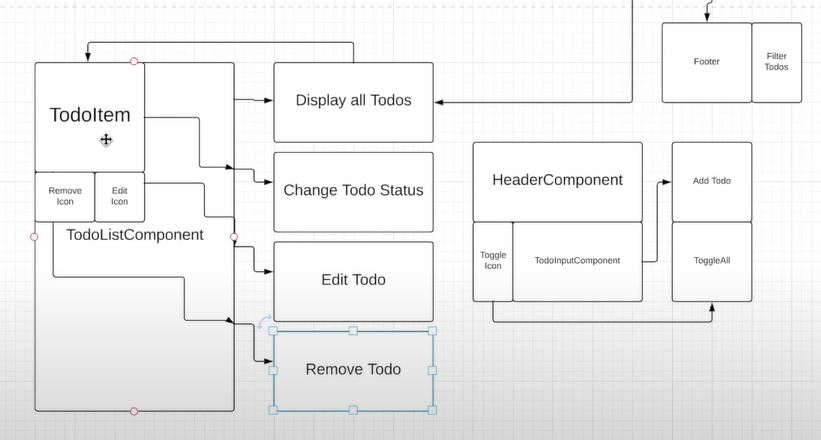 Footer
Filter
Todos
TodoItem
Display all Todos
Remove
Icon
Edit
Icon
Change Todo Status
TodoListComponent
Edit Todo
Remove Todo
HeaderComponent
Add Todo
Toggle
Icon
TodoInputComponent
ToggleAll